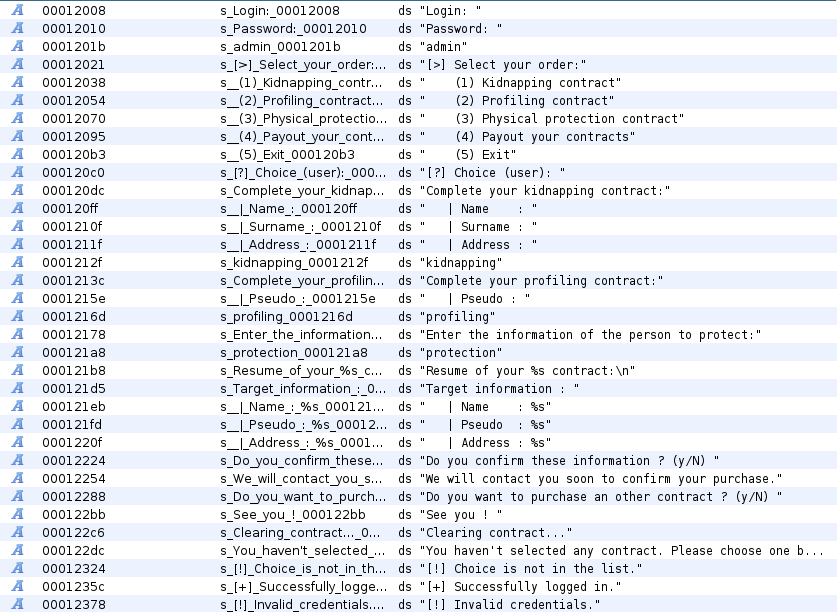 00012008 s_Login:_00012008 ds "Login: "
00012010 s_Password:_00012010 ds "Password: "
0001201b s_admin_0001201b ds "admin"
00012021 s_[>]_Select_your_order:... ds "[>] Select your order:"
00012038 s__(1)_Kidnapping_contr... ds "    (1) Kidnapping contract"
00012054 s__(2)_Profiling_contract... ds "    (2) Profiling contract"
00012070 s__(3)_Physical_protectio... ds "    (3) Physical protection contract"
00012095 s__(4)_Payout_your_cont... ds "    (4) Payout your contracts"
000120b3 s__(5)_Exit_000120b3 ds "    (5) Exit"
000120c0 s_[?]_Choice_(user):_000... ds "[?] Choice (user): "
000120dc s_Complete_your_kidnap... ds "Complete your kidnapping contract:"
000120ff s__|_Name_:_000120ff ds "   | Name    : "
0001210f s__|_Surname_:_0001210f ds "   | Surname : "
0001211f s__|_Address_:_0001211f ds "   | Address : "
0001212f s_kidnapping_0001212f ds "kidnapping"
0001213c s_Complete_your_profilin... ds "Complete your profiling contract:"
0001215e s__|_Pseudo_:_0001215e ds "   | Pseudo : "
0001216d s_profiling_0001216d ds "profiling"
00012178 s_Enter_the_information... ds "Enter the information of the person to protect:"
000121a8 s_protection_000121a8 ds "protection"
000121b8 s_Resume_of_your_%s_c... ds "Resume of your %s contract:\n"
000121d5 s_Target_information_:_0... ds "Target information : "
000121eb s__|_Name_:_%s_000121... ds "   | Name    : %s"
000121fd s__|_Pseudo_:_%s_00012... ds "   | Pseudo  : %s"
0001220f s__|_Address_:_%s_0001... ds "   | Address : %s"
00012224 s_Do_you_confirm_these... ds "Do you confirm these information ? (y/N) "
00012254 s_We_will_contact_you_s... ds "We will contact you soon to confirm your purchase."
00012288 s_Do_you_want_to_purch... ds "Do you want to purchase an other contract ? (y/N) "
000122bb s_See_you_!_000122bb ds "See you ! "
000122c6 s_Clearing_contract..._0... ds "Clearing contract..."
000122dc s_You_haven't_selected_... ds "You haven't selected any contract. Please choose one b...
00012324 s_[!]_Choice_is_not_in_th... ds "[!] Choice is not in the list."
0001235c s_[+]_Successfully_logge... ds "[+] Successfully logged in."
00012378 s_[!]_Invalid_credentials.... ds "[!] Invalid credentials."